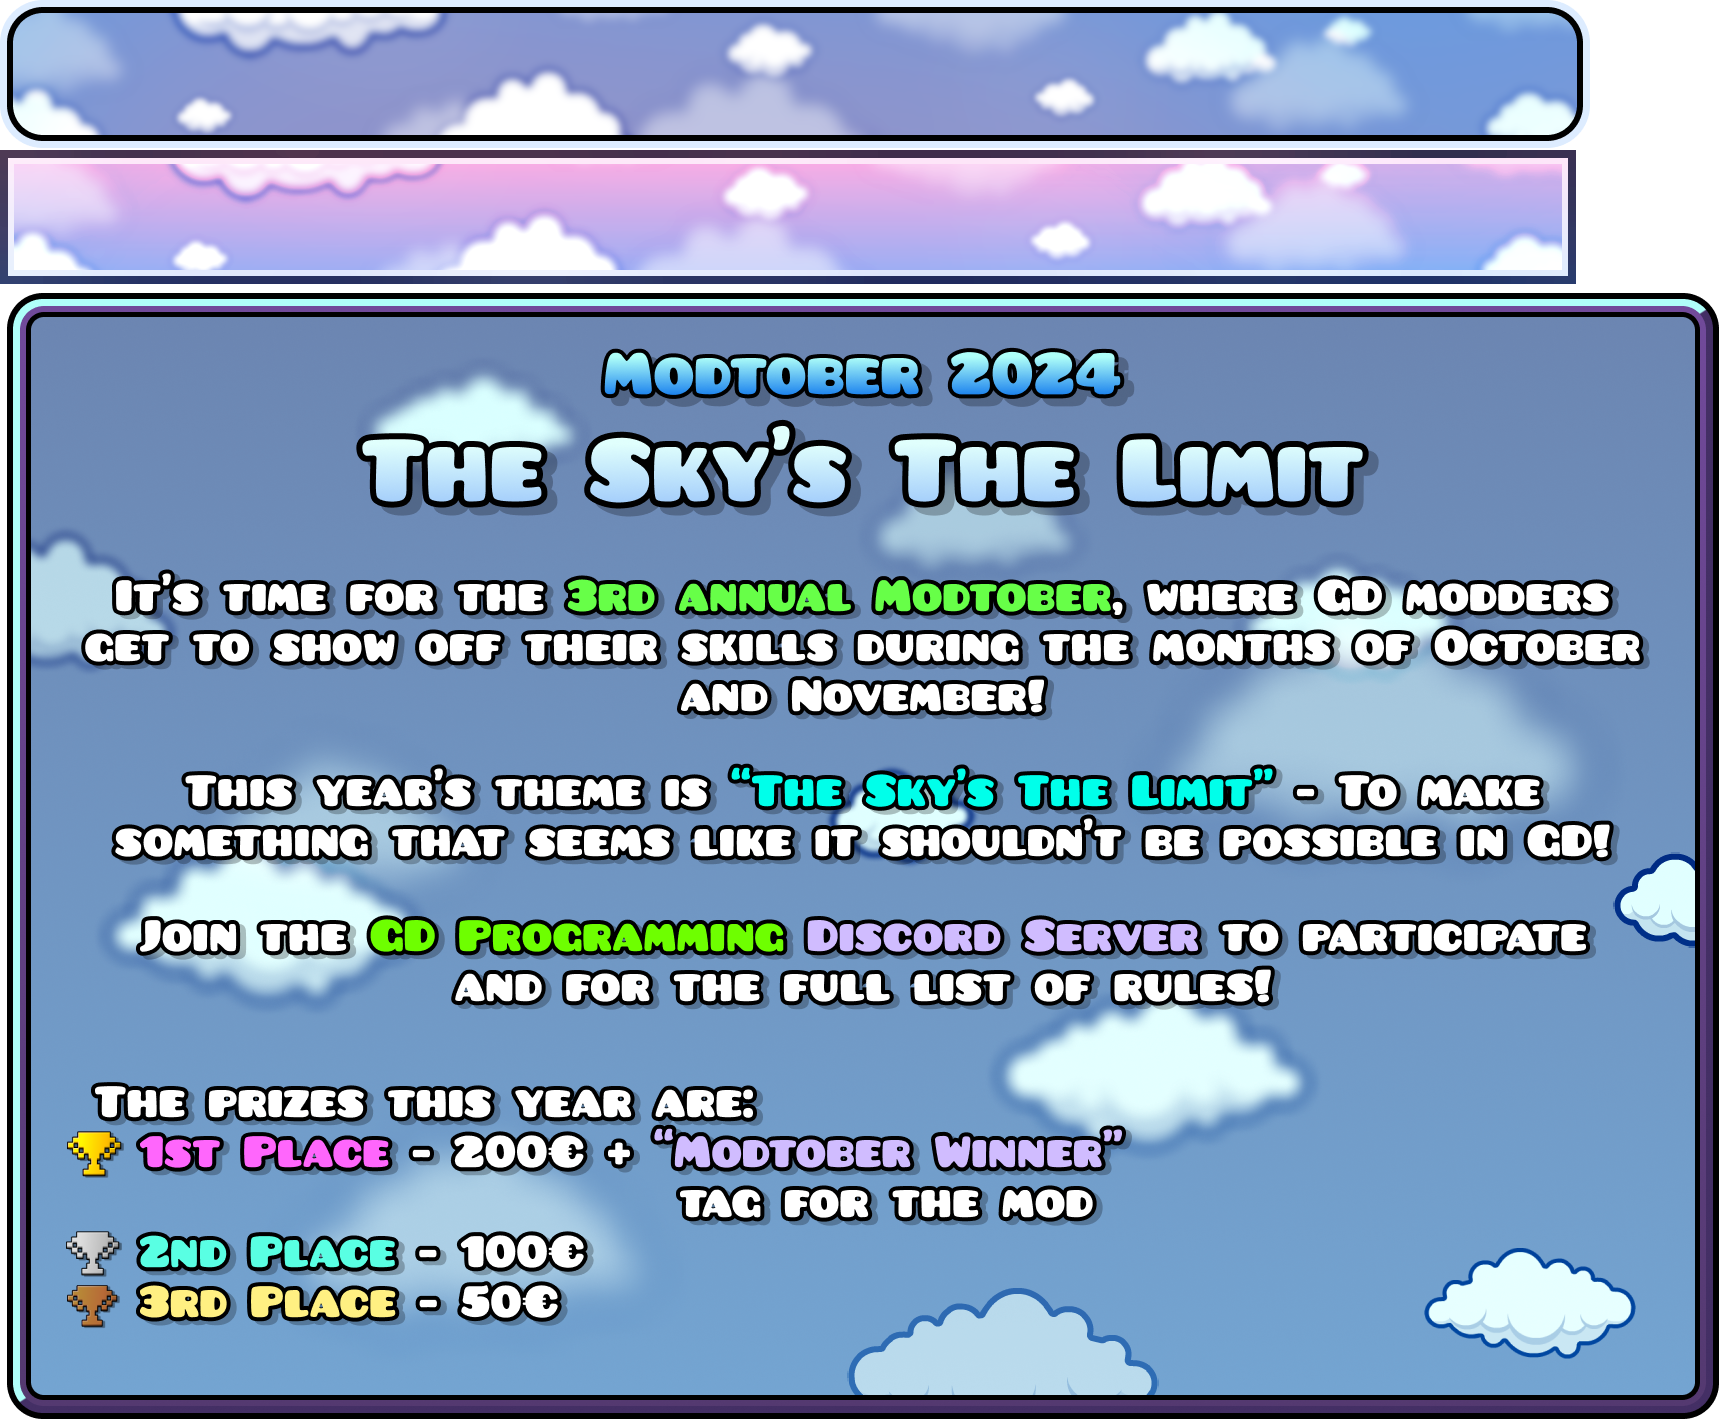 Modtober 2024
The Sky's The Limit
It's time for the 3rd annual Modtober, where GD modders
get to show off their skills during the months of October
and November!
This year's theme is “The Sky's The Limit” - To make
something that seems like it shouldn't be possible in GD!
Join the GD Programming Discord Server to participate
and for the full list of rules!
The prizes this year are:
1st Place - 200€ + “Modtober Winner”
tag for the mod
2nd Place - 100€
3rd Place - 50€